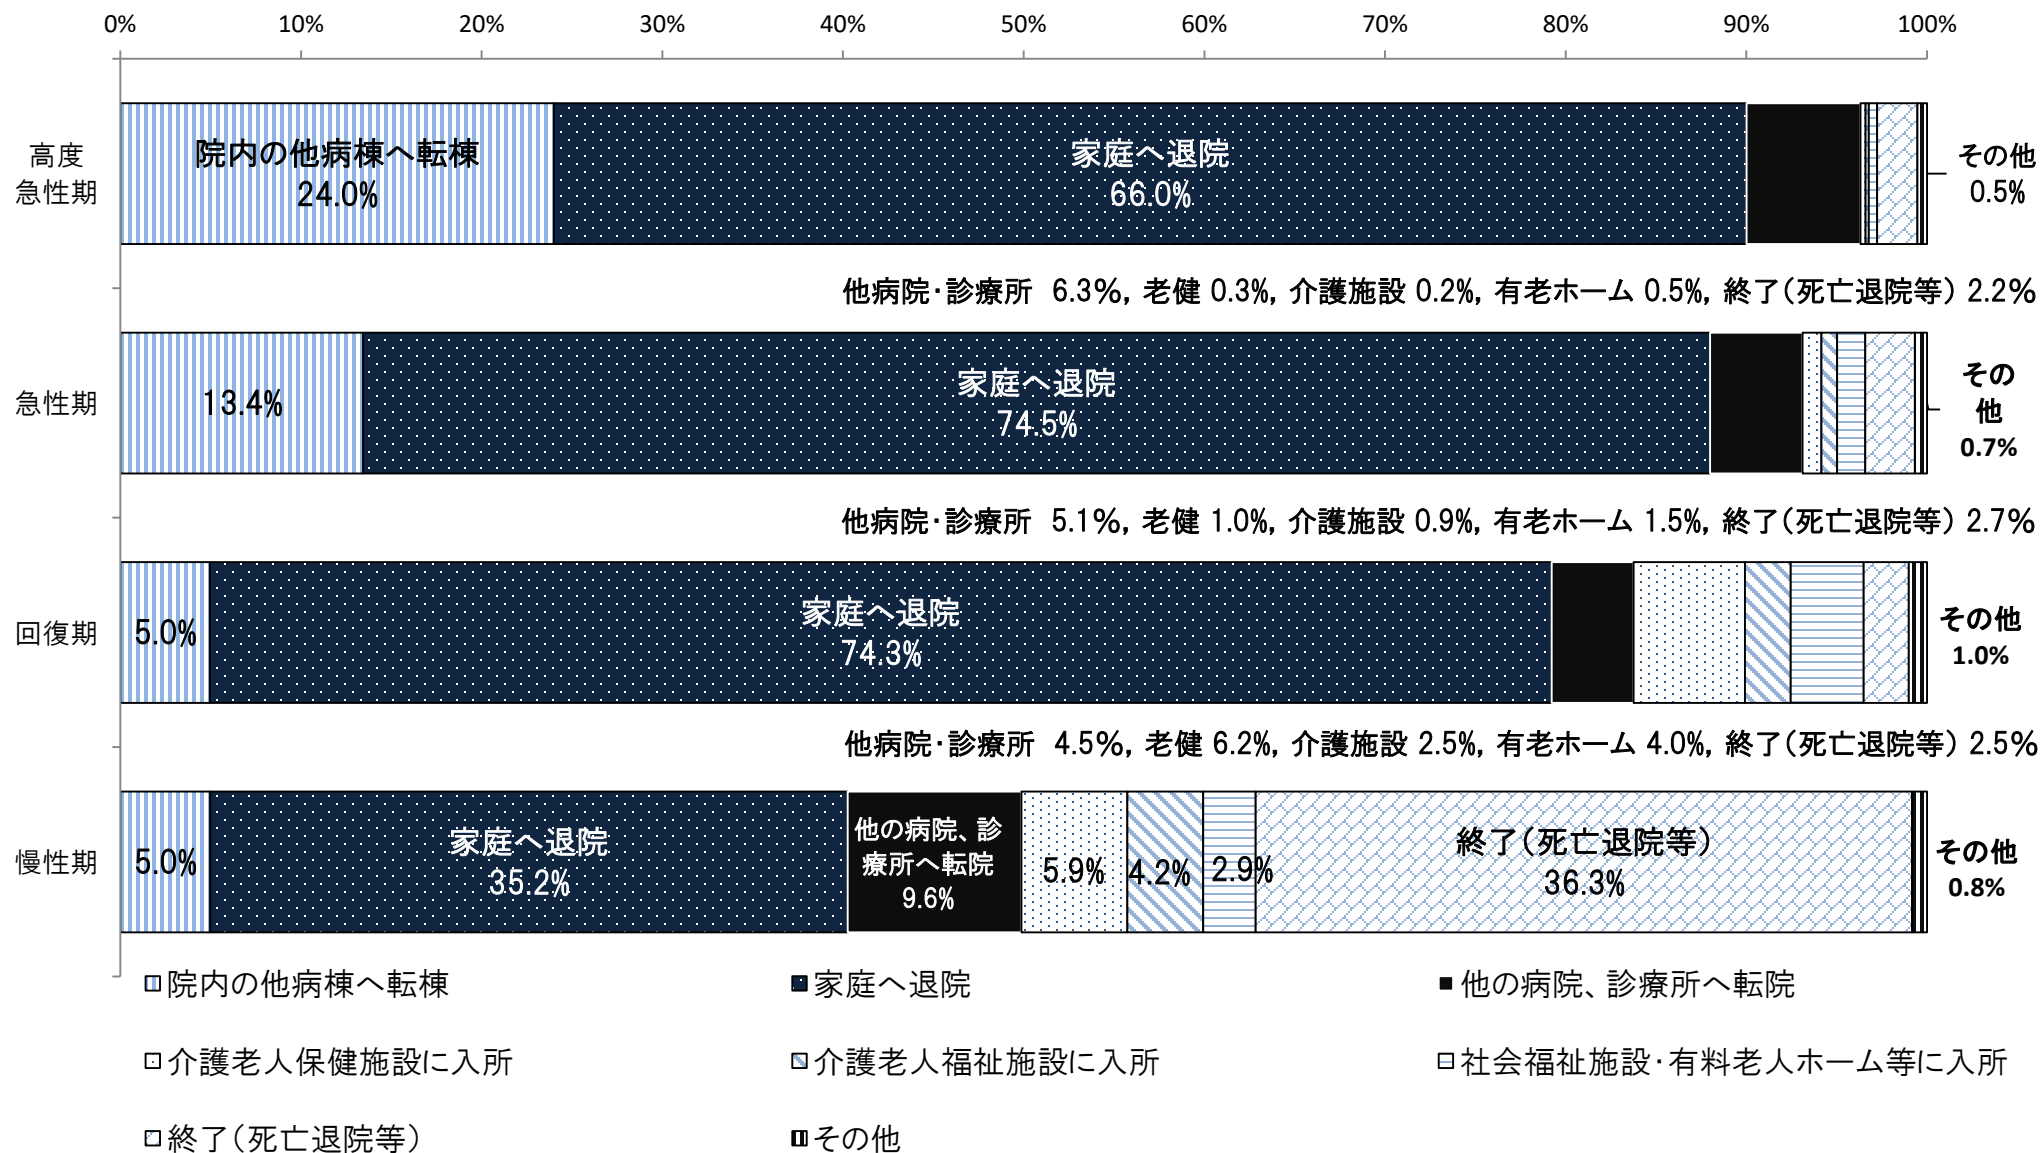 0% 10% 20% 30% 40% 50% 60% 70% 80% 90% 100%
高度
急性期
院内の他病棟へ転棟
24.0%
家庭へ退院
66.0%
その他
0.5%
他病院・診療所 6.3%, 老健 0.3%, 介護施設 0.2%, 有老ホーム 0.5%, 終了(死亡退院等) 2.2%
急性期
13.4%
家庭へ退院
74.5%
その
他
0.7%
他病院・診療所 5.1%, 老健 1.0%, 介護施設 0.9%, 有老ホーム 1.5%, 終了(死亡退院等) 2.7%
回復期
5.0%
家庭へ退院
74.3%
その他
1.0%
他病院・診療所 4.5%, 老健 6.2%, 介護施設 2.5%, 有老ホーム 4.0%, 終了(死亡退院等) 2.5%
慢性期
5.0%
家庭へ退院
35.2%
他の病院、診
療所へ転院
9.6%
5.9%
4.2%
2.9%
終了(死亡退院等)
36.3%
その他
0.8%
院内の他病棟へ転棟
家庭へ退院
他の病院、診療所へ転院
介護老人保健施設に入所
介護老人福祉施設に入所
社会福祉施設・有料老人ホーム等に入所
終了(死亡退院等)
その他